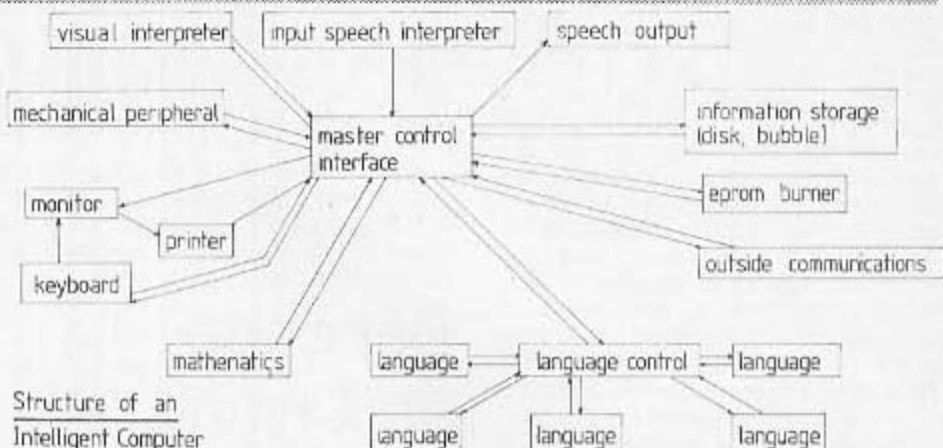 visual interpreter
input speech interpreter
speech output
mechanical peripheral
master control
interface
information storage
(disk, bubble)
monitor
eprom burner
printer
keyboard
outside communications
mathenatics
language
language control
language
Structure of an
Intelligent Computer
language
language
language